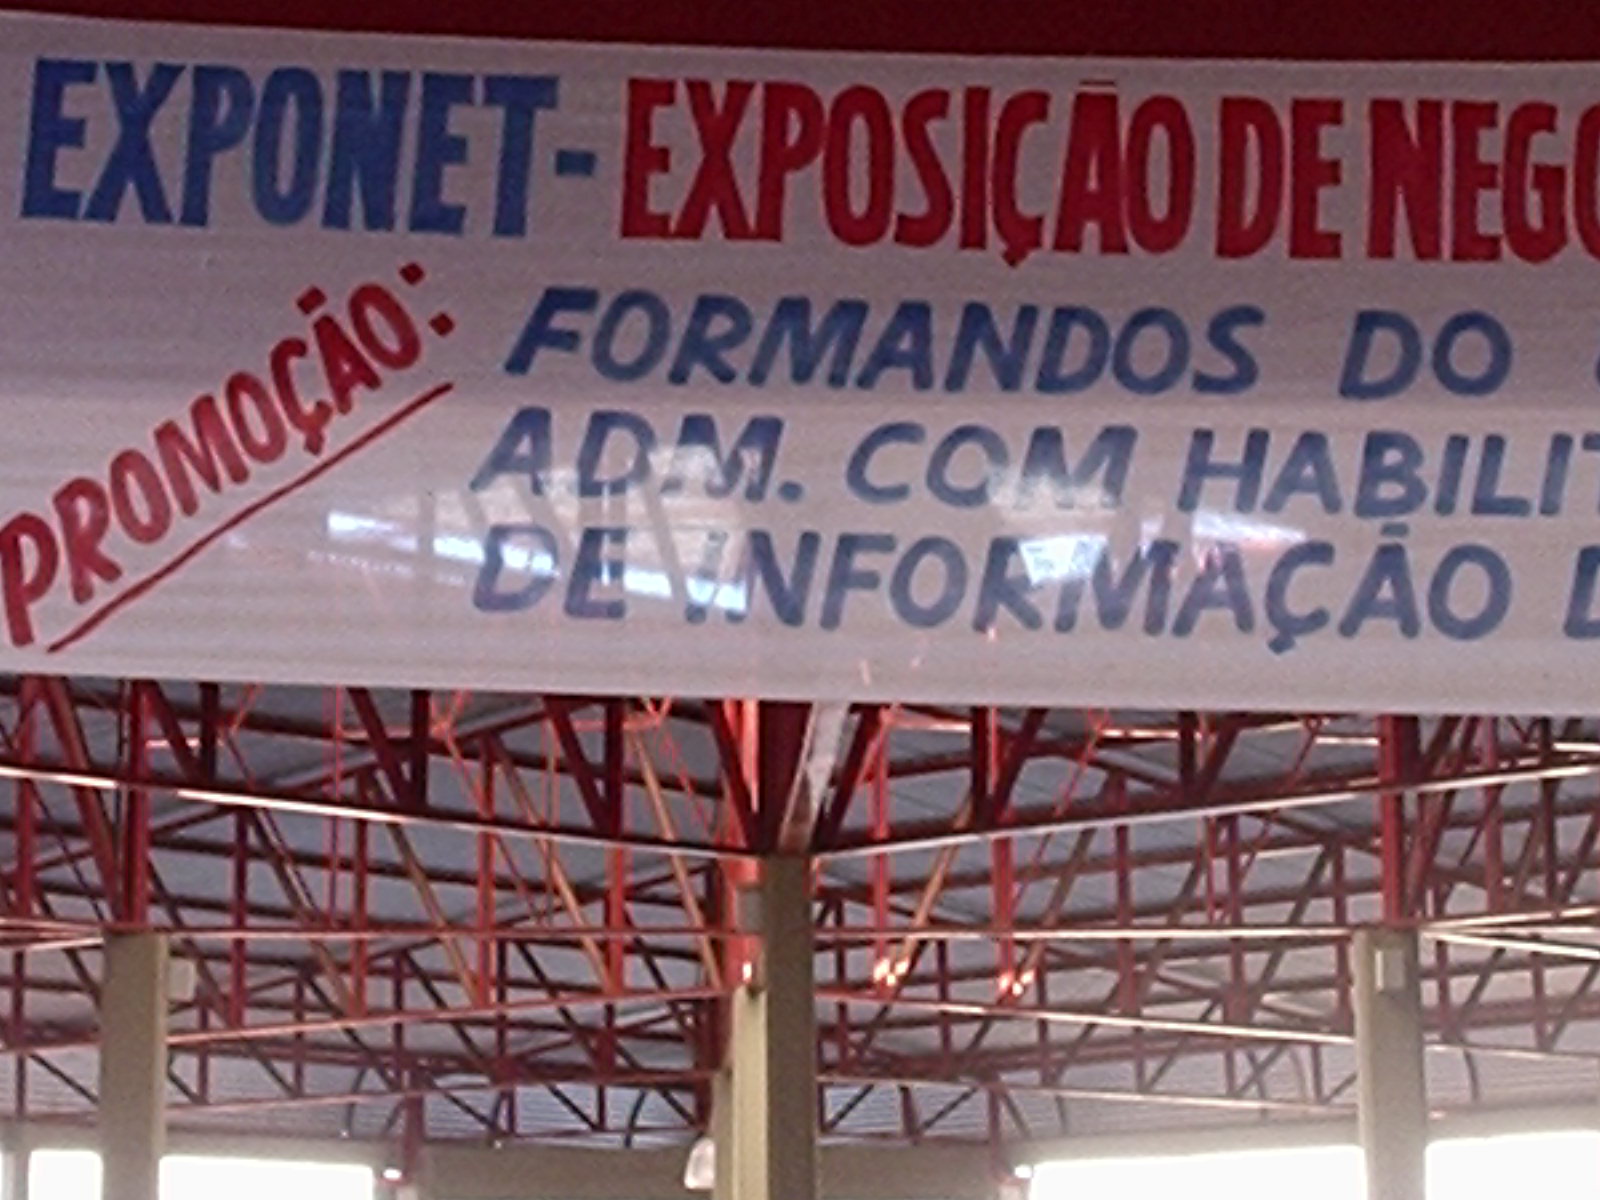 EXPONET - EXPOSIÇÃO DE NEGO
PROMOÇÃO:
FORMANDOS DO
ADM. COM HABILIT
DE INFORMAÇÃO D